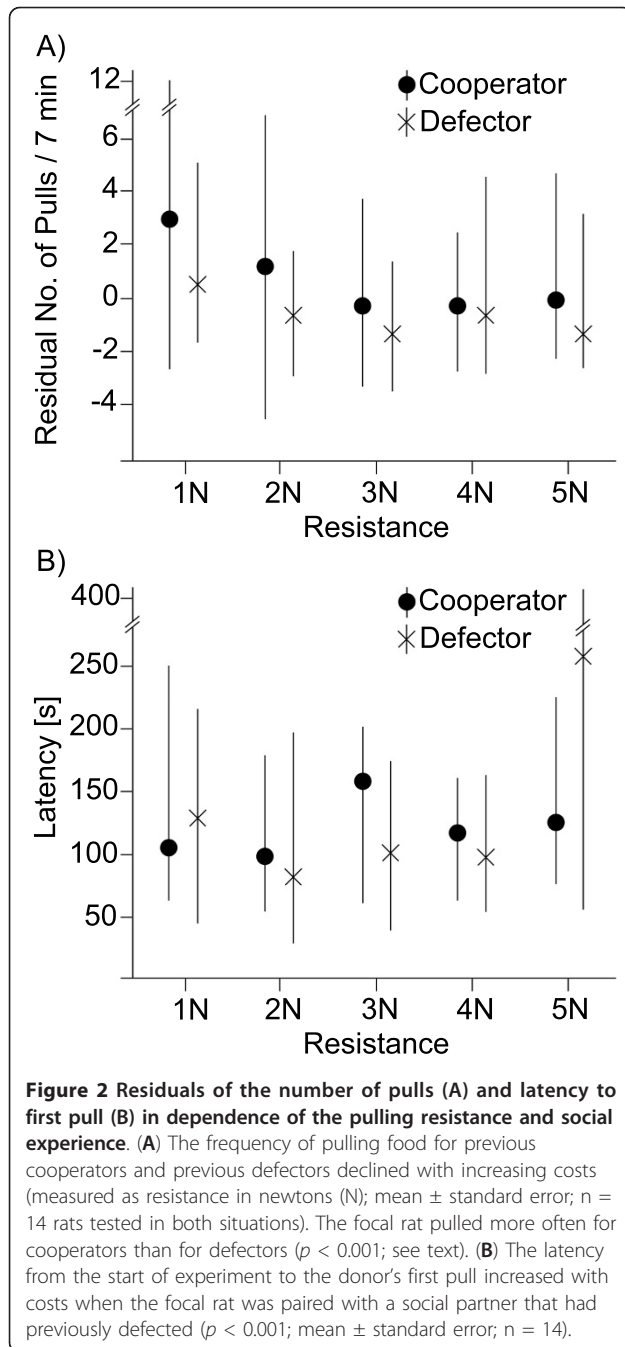 A)
Residual No. of Pulls / 7 min
12
6
4
2
0
-2
-4
Cooperator
Defector
1N 2N 3N 4N 5N
Resistance
B)
Latency [s]
400
250
200
150
100
50
Cooperator
Defector
1N 2N 3N 4N 5N
Resistance
Figure 2 Residuals of the number of pulls (A) and latency to
first pull (B) in dependence of the pulling resistance and social
experience. (A) The frequency of pulling food for previous
cooperators and previous defectors declined with increasing costs
(measured as resistance in newtons (N); mean ± standard error; n =
14 rats tested in both situations). The focal rat pulled more often for
cooperators than for defectors (p < 0.001; see text). (B) The latency
from the start of experiment to the donor's first pull increased with
costs when the focal rat was paired with a social partner that had
previously defected (p < 0.001; mean ± standard error; n = 14).